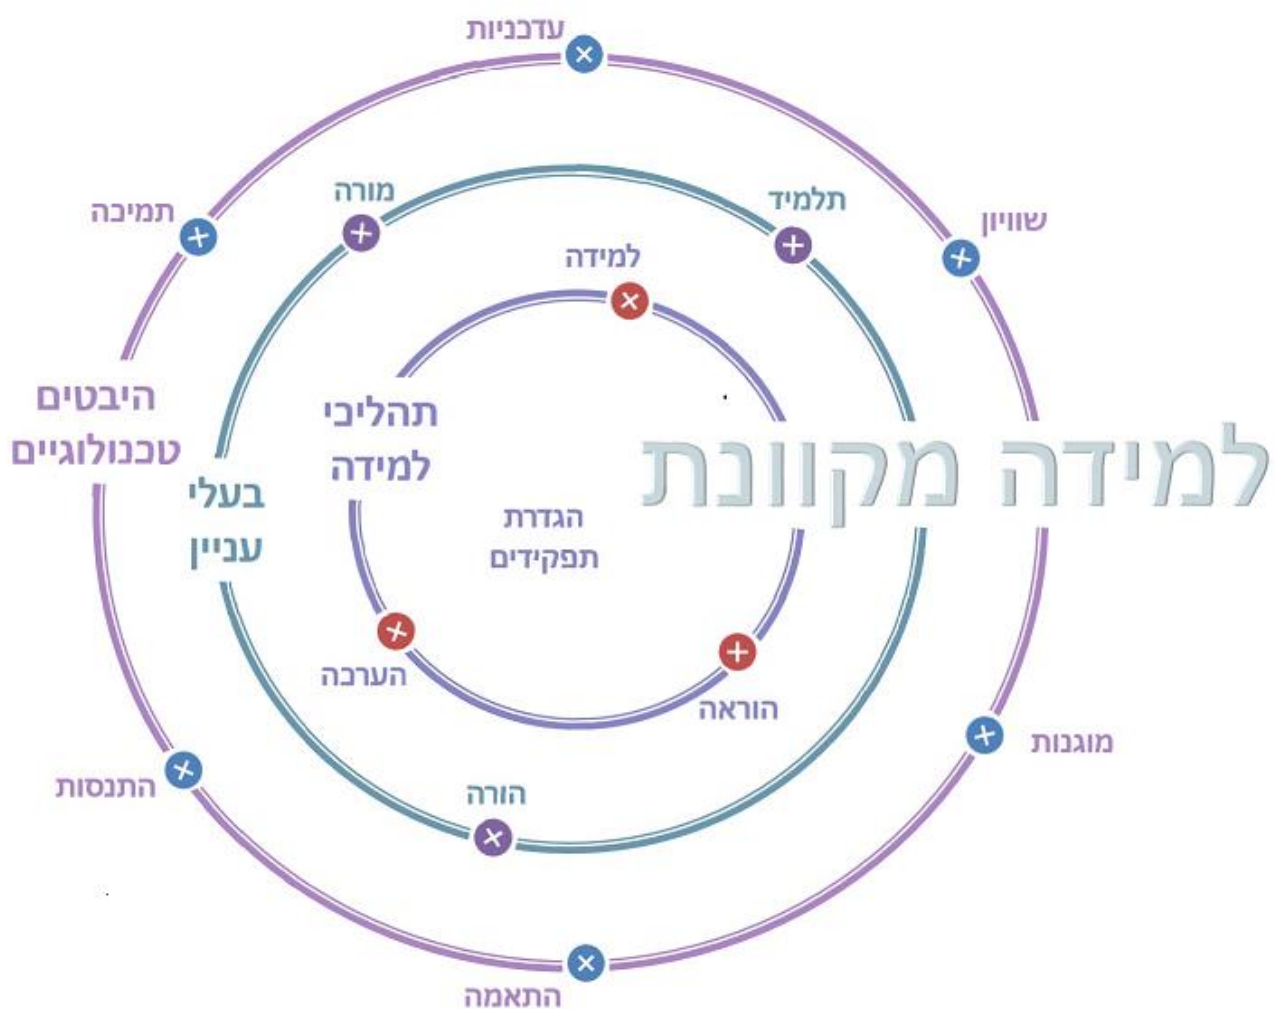 עדכניות
תמיכה
מורה
תלמיד
שוויון
למידה
היבטים
טכנולוגיים
תהליכי
למידה
למידה מקוונת
בעלי
עניין
הגדרת
תפקידים
הערכה
הוראה
מוגנות
התנסות
הורה
התאמה